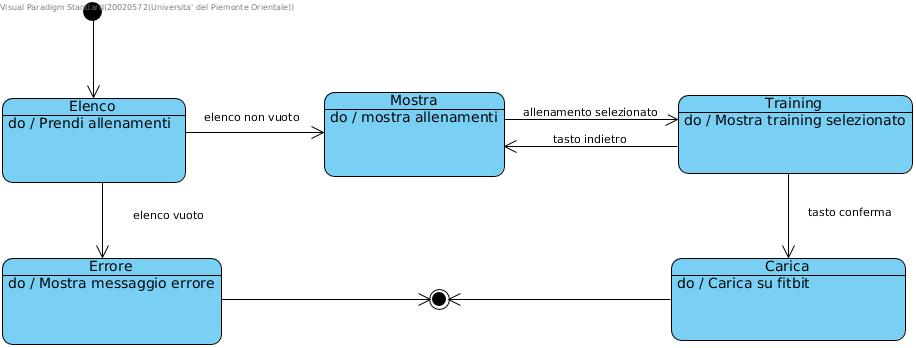 Visual Paradigm Standard(20020572(Universita' del Piemonte Orientale))
Elenco
do / Prendi allenamenti
elenco non vuoto
Mostra
do / mostra allenamenti
allenamento selezionato
tasto indietro
Training
do / Mostra training selezionato
elenco vuoto
tasto conferma
Errore
do / Mostra messaggio errore
Carica
do / Carica su fitbit